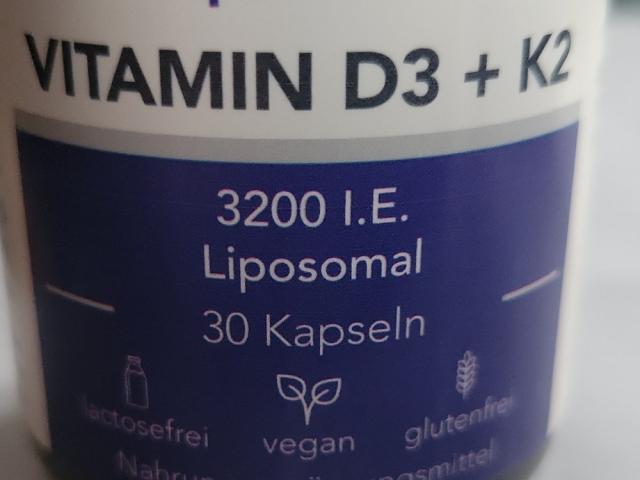 VITAMIN D3 + K2
3200 I.E.
Liposomal
30 Kapseln
lactosefrei vegan glutenfrei